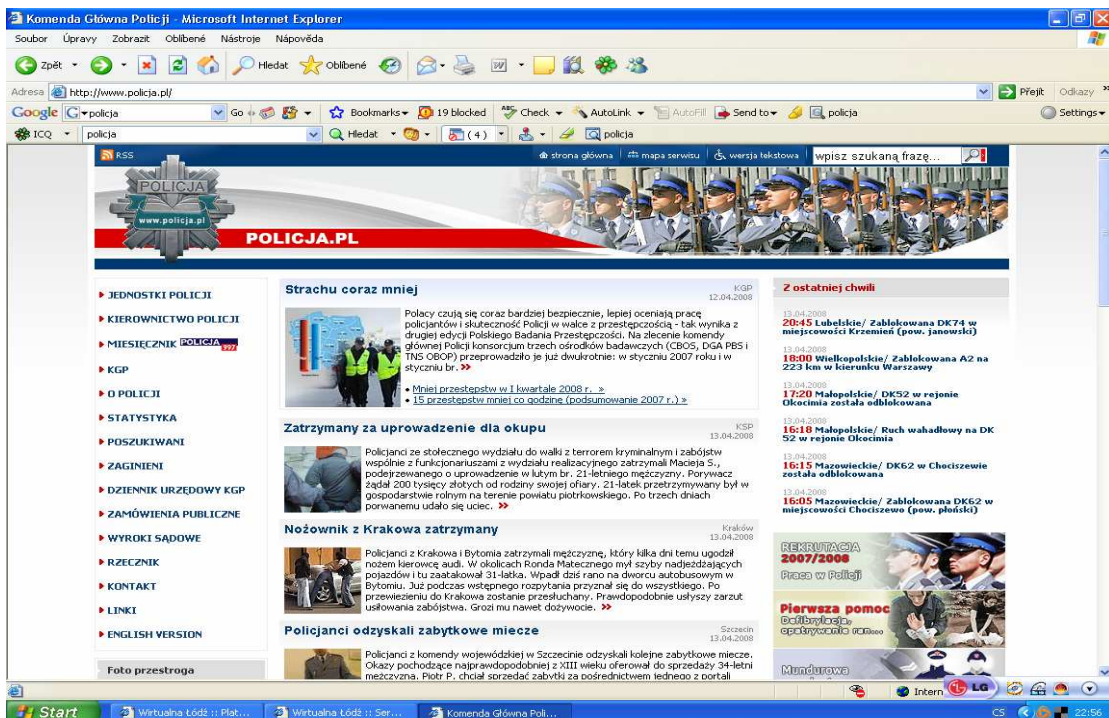 Komenda Główna Policji - Microsoft Internet Explorer
Soubor Úpravy Zobrazit Oblíbené Nástroje Nápověda
Zpět Hledat Oblíbené
Adresa http://www.policja.pl/ Přejít Odkazy
Google policja Go Bookmarks 19 blocked Check AutoLink AutoFill Send to policja Settings
ICQ policja Hledat (4) policja
RSS strona główna mapa serwisu wersja tekstowa wpisz szukaną frazę...
POLICJA
www.policja.pl
POLICJA.PL
JEDNOSTKI POLICJI
KIEROWNICTWO POLICJI
MIESIĘCZNIK POLICJA 997
KGP
O POLICJI
STATYSTYKA
POSZUKIWANI
ZAGINIENI
DZIENNIK URZĘDOWY KGP
ZAMÓWIENIA PUBLICZNE
WYROKI SĄDOWE
RZECZNIK
KONTAKT
LINKI
ENGLISH VERSION
Foto przestroga
Strachu coraz mniej KGP
12.04.2008
Polacy czują się coraz bardziej bezpiecznie, lepiej oceniają pracę
policjantów i skuteczność Policji w walce z przestępczością - tak wynika z
drugiej edycji Polskiego Badania Przestępczości. Na zlecenie komendy
głównej Policji konsorcjum trzech ośrodków badawczych (CBOS, DGA PBS i
TNS OBOP) przeprowadziło je już dwukrotnie: w styczniu 2007 roku i w
styczniu br. »
• Mniej przestępstw w I kwartale 2008 r. »
• 15 przestępstw mniej co godzinę (podsumowanie 2007 r.) »
Zatrzymany za uprowadzenie dla okupu KSP
13.04.2008
Policjanci ze stołecznego wydziału do walki z terrorem kryminalnym i zabójstw
wspólnie z funkcjonariuszami z wydziału realizacyjnego zatrzymali Macieja S.,
podejrzewanego o uprowadzenie w lutym br. 21-letniego mężczyzny. Porywacz
żądał 200 tysięcy złotych od rodziny swojej ofiary. 21-latek przetrzymywany był w
gospodarstwie rolnym na terenie powiatu piotrkowskiego. Po trzech dniach
porwanemu udało się uciec. »
Nożownik z Krakowa zatrzymany Kraków
13.04.2008
Policjanci z Krakowa i Bytomia zatrzymali mężczyznę, który kilka dni temu ugodził
nożem kierowcę audi. W okolicach Ronda Matecznego mył szyby nadjeżdżających
pojazdów i tu zaatakował 31-latka. Wpadł dziś rano na dworcu autobusowym w
Bytomiu. Już podczas wstępnego rozpytania przyznał się do wszystkiego. Po
przewiezieniu do Krakowa zostanie przesłuchany. Prawdopodobnie usłyszy zarzut
usiłowania zabójstwa. Grozi mu nawet dożywocie. »
Policjanci odzyskali zabytkowe miecze Szczecin
13.04.2008
Policjanci z komendy wojewódzkiej w Szczecinie odzyskali kolejne zabytkowe miecze.
Okazy pochodzące najprawdopodobniej z XIII wieku oferował do sprzedaży 34-letni
mężczyzna. Piotr P. chciał sprzedać zabytki za pośrednictwem jednego z portali
Z ostatniej chwili
13.04.2008
20:45 Lubelskie/ Zablokowana DK74 w
miejscowości Krzemień (pow. janowski)
13.04.2008
18:00 Wielkopolskie/ Zablokowana A2 na
223 km w kierunku Warszawy
13.04.2008
17:20 Małopolskie/ DK52 w rejonie
Okocimia została odblokowana
13.04.2008
16:18 Małopolskie/ Ruch wahadłowy na DK
52 w rejonie Okocimia
13.04.2008
16:15 Mazowieckie/ DK62 w Chociszewie
została odblokowana
13.04.2008
16:05 Mazowieckie/ Zablokowana DK62 w
miejscowości Chociszewo (pow. płoński)
REKRUTACJA
2007/2008
Praca w Policji
Pierwsza pomoc
Defibrylacja,
opatrywanie ran...
Mundurowa
Intern LG
Start Wirtualna Łódź :: Plat... Wirtualna Łódź :: Ser... Komenda Główna Poli... CS 22:56